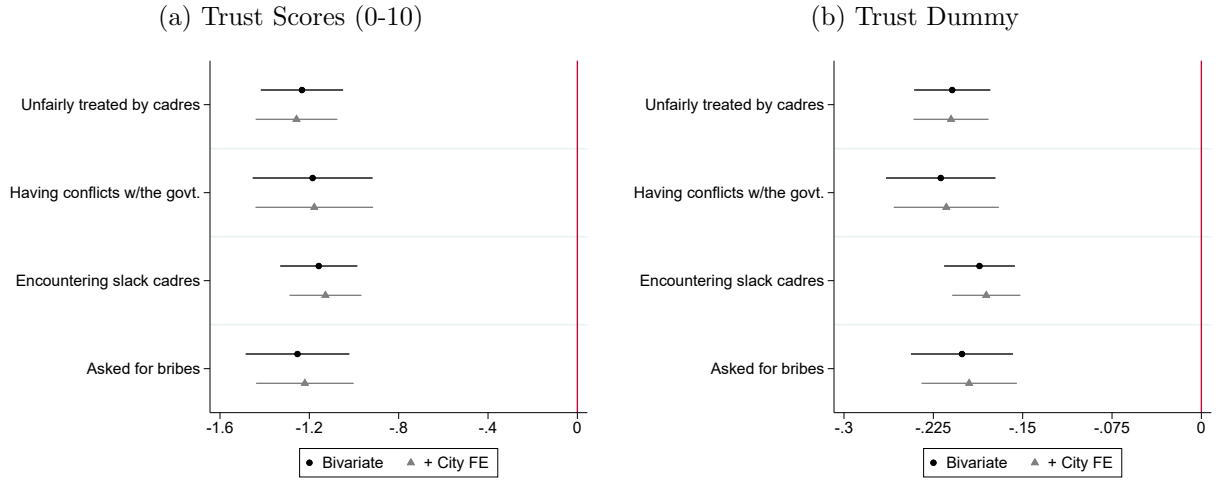 (a) Trust Scores (0-10)
Unfairly treated by cadres
Having conflicts w/the govt.
Encountering slack cadres
Asked for bribes
-1.6 -1.2 -.8 -.4 0
Bivariate + City FE
(b) Trust Dummy
Unfairly treated by cadres
Having conflicts w/the govt.
Encountering slack cadres
Asked for bribes
-.3 -.225 -.15 -.075 0
Bivariate + City FE